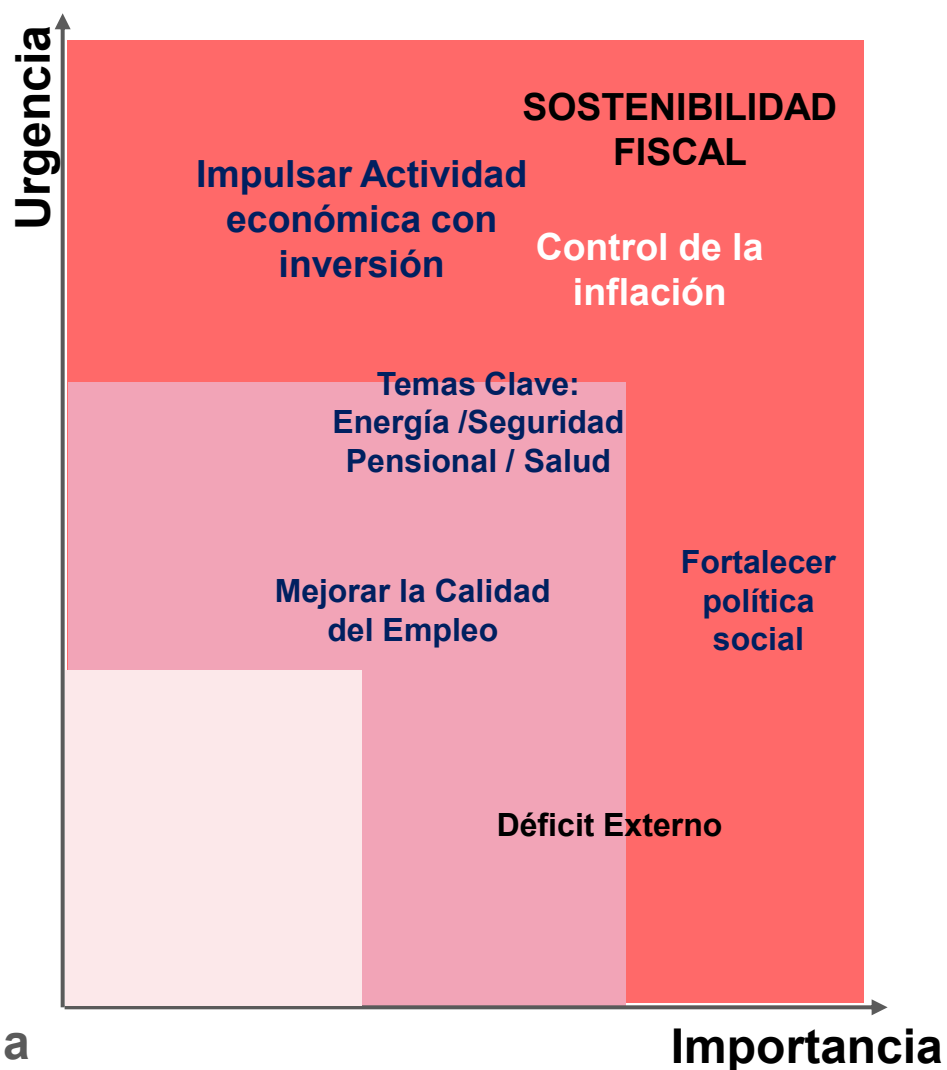 Urgencia
SOSTENIBILIDAD
FISCAL
Impulsar Actividad
económica con
inversión
Control de la
inflación
Temas Clave:
Energía /Seguridad
Pensional / Salud
Fortalecer
política
social
Mejorar la Calidad
del Empleo
Déficit Externo
a
Importancia